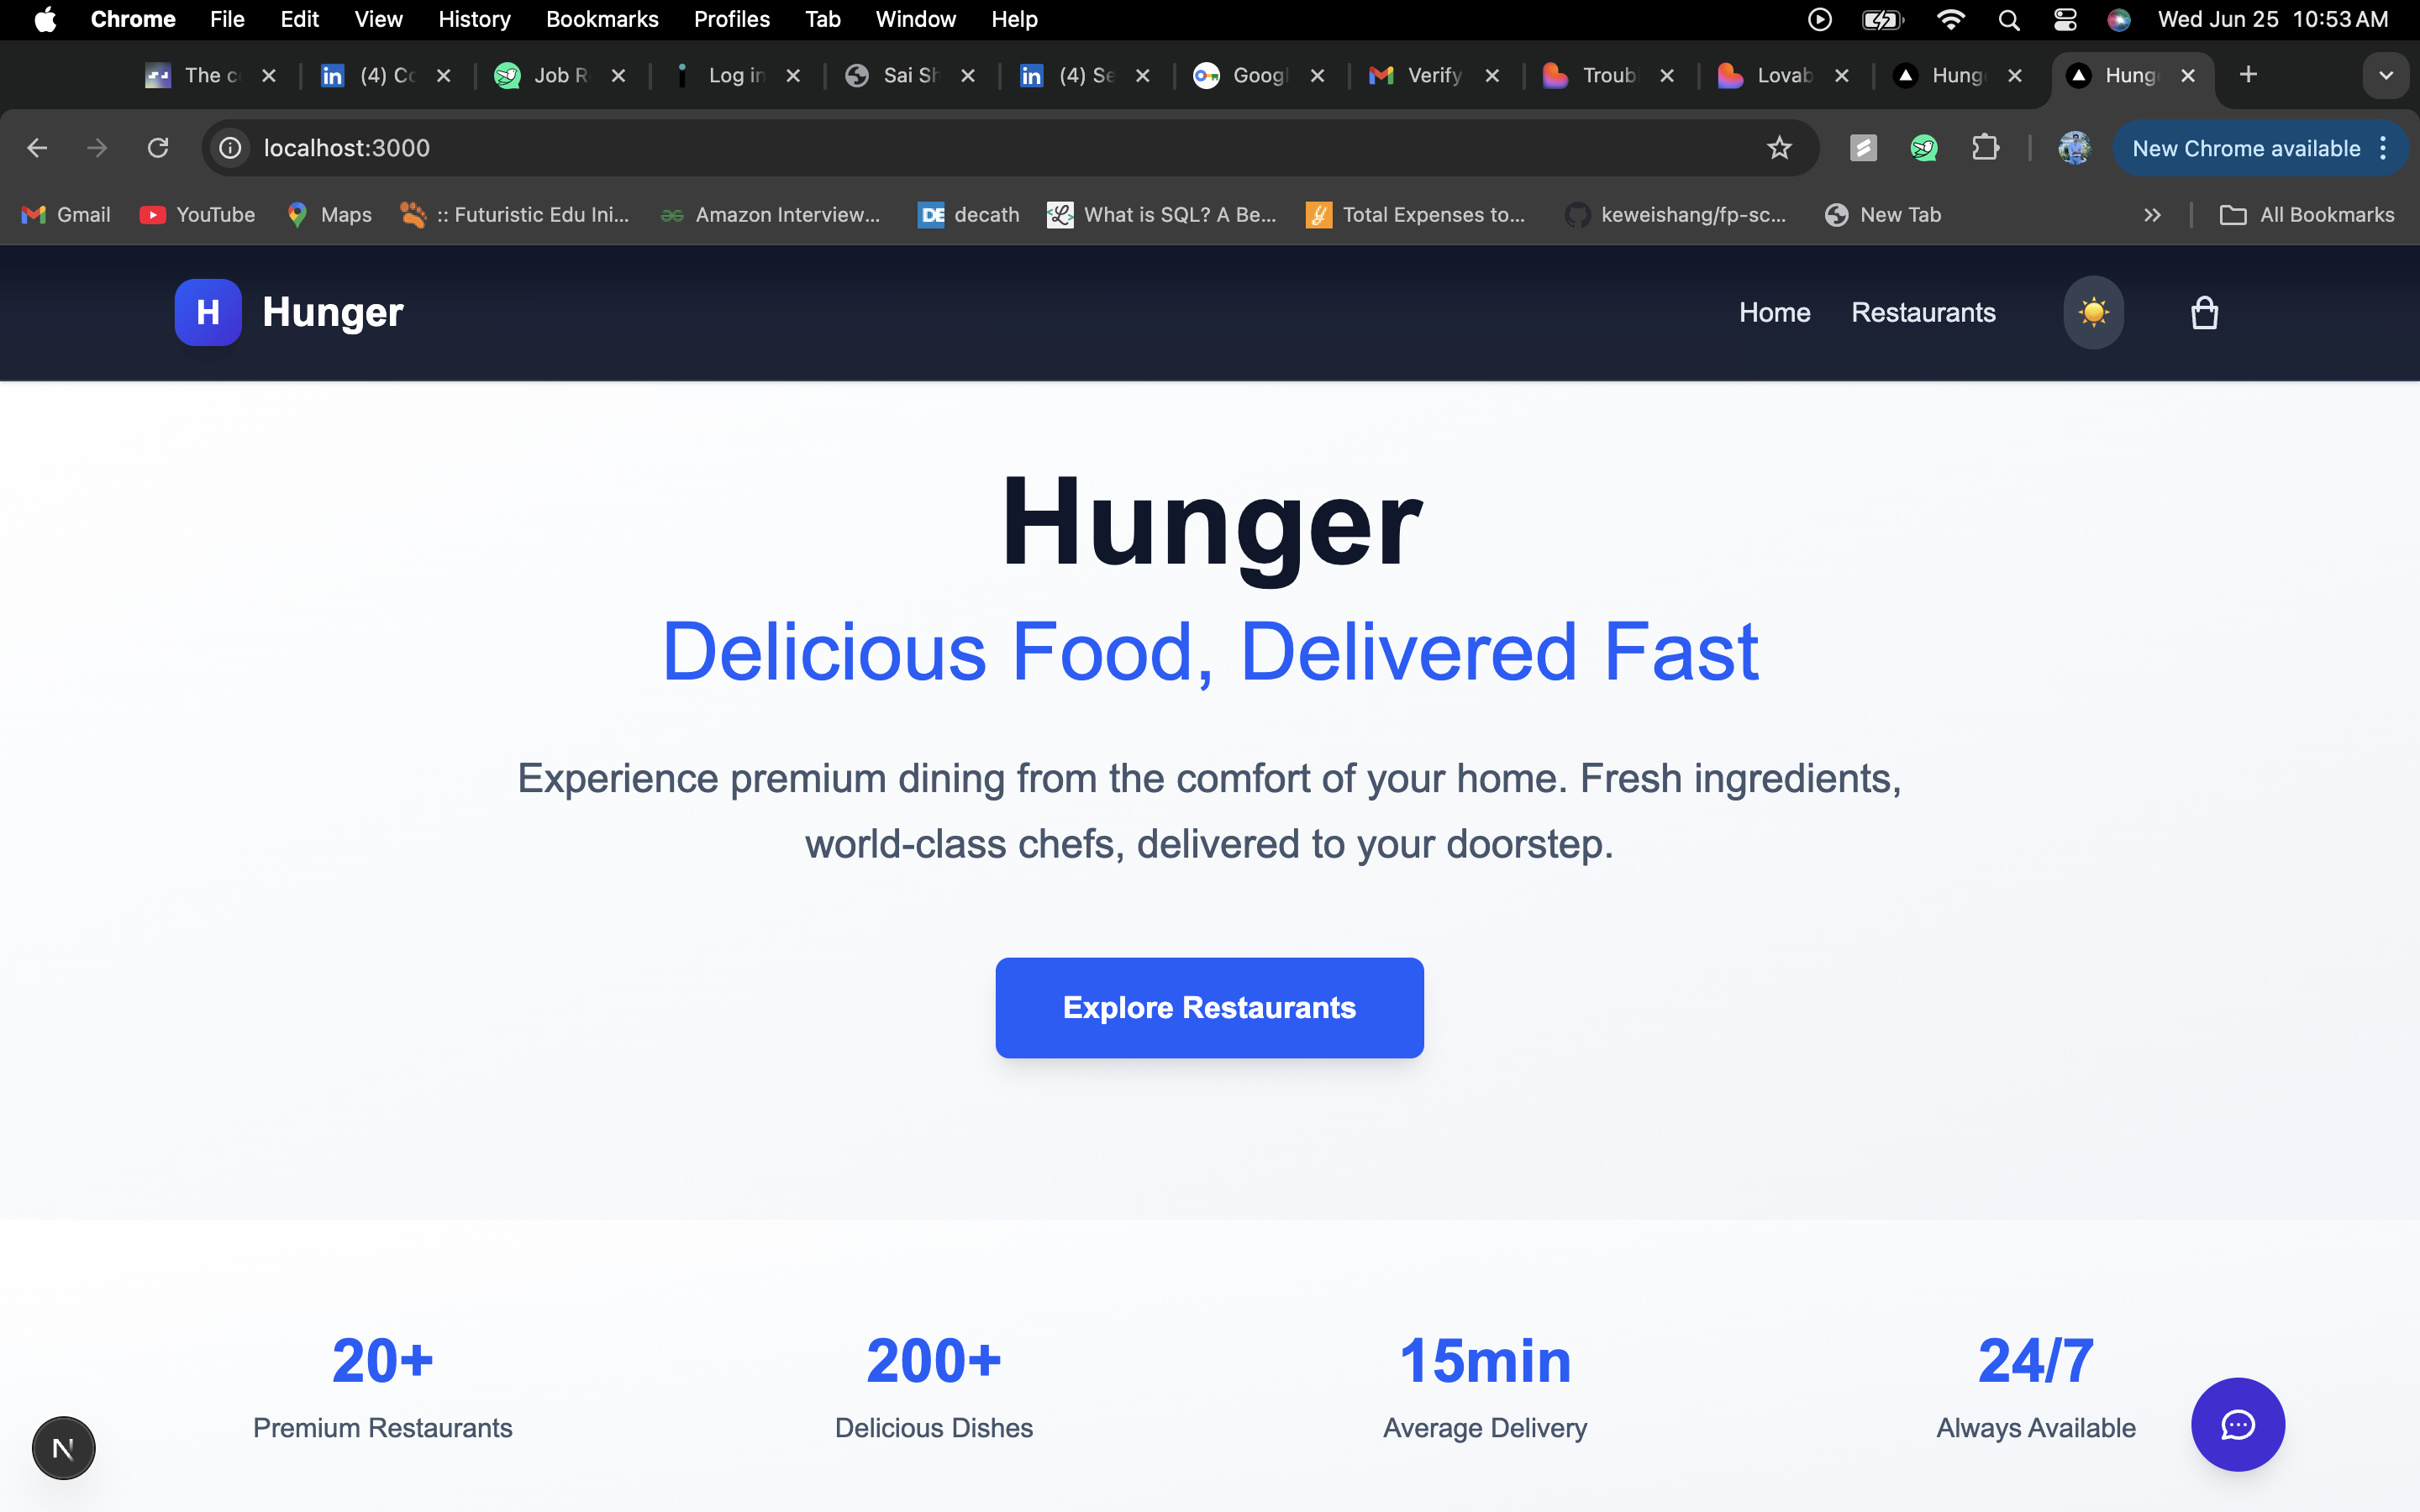 Chrome File Edit View History Bookmarks Profiles Tab Window Help Wed Jun 25 10:53 AM
The c (4) Co Job R Log in Sai Sh (4) Se Googl Verify Troub Lovab Hung Hung
localhost:3000 New Chrome available
Gmail YouTube Maps :: Futuristic Edu Ini... Amazon Interview... DE decath What is SQL? A Be... Total Expenses to... keweishang/fp-sc... New Tab All Bookmarks
H Hunger Home Restaurants
Hunger
Delicious Food, Delivered Fast
Experience premium dining from the comfort of your home. Fresh ingredients,
world-class chefs, delivered to your doorstep.
Explore Restaurants
20+ 200+ 15min 24/7
Premium Restaurants Delicious Dishes Average Delivery Always Available
N